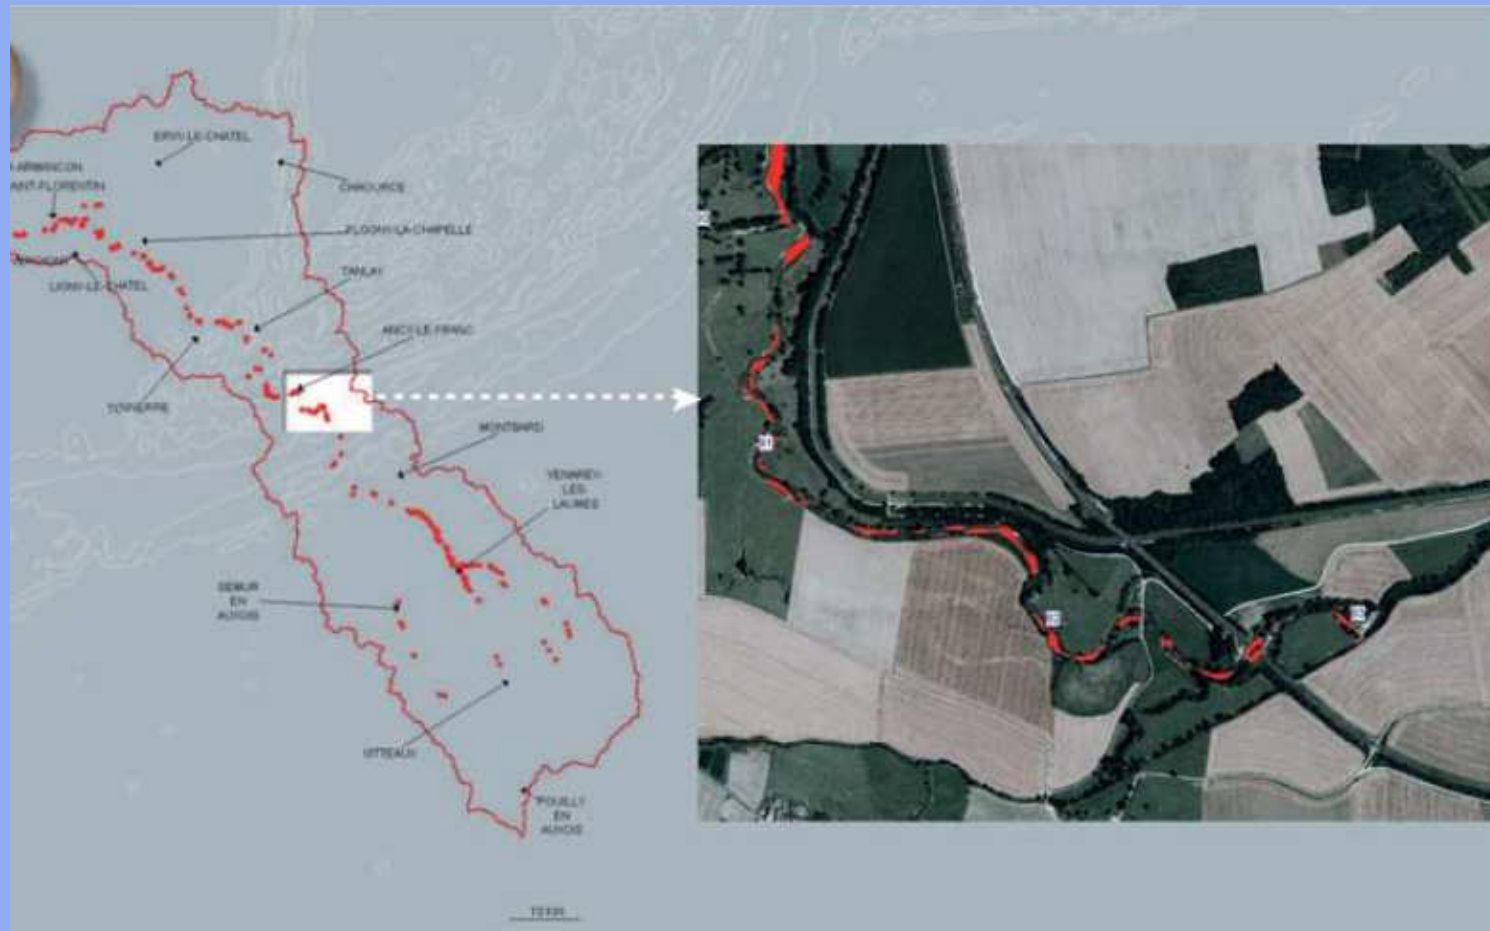 ERVY-LE-CHATEL
CHAOURCE
FLOGNY-LA-CHAPELLE
LIGNY-LE-CHATEL
TANLAY
ANCY-LE-FRANC
TONNERRE
MONTBARD
VENAREY-
LES-
LAUMES
SEMUR
EN
AUXOIS
VITTEAUX
POUILLY
EN
AUXOIS